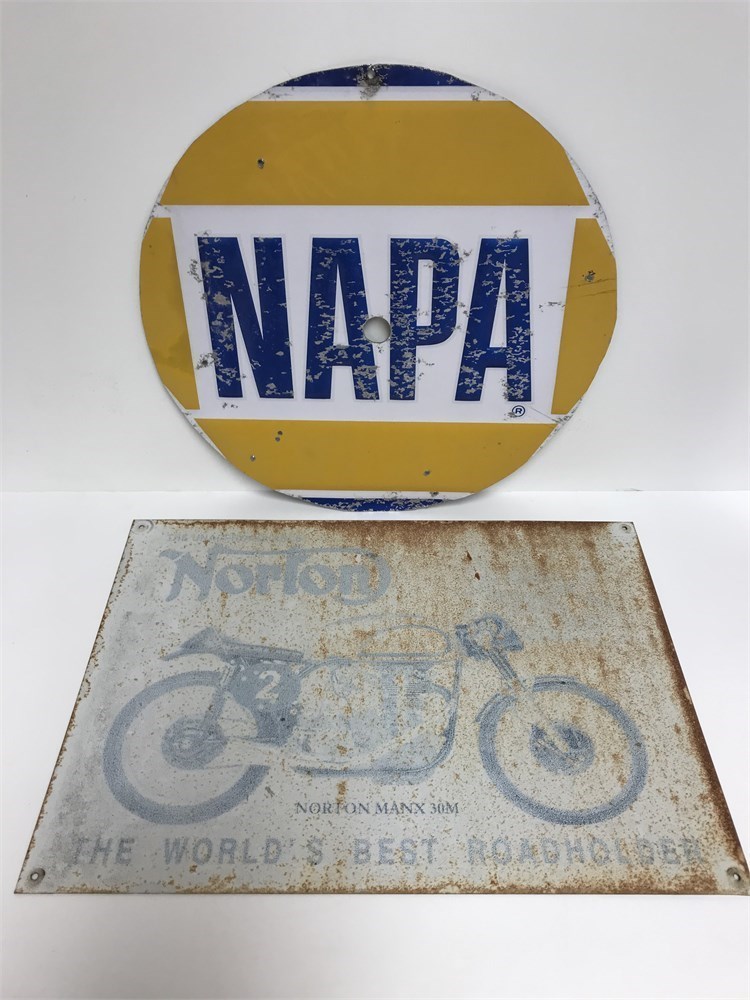 NAPA
®
Norton
2
NORTON MANX 30M
THE WORLD'S BEST ROADHOLDER